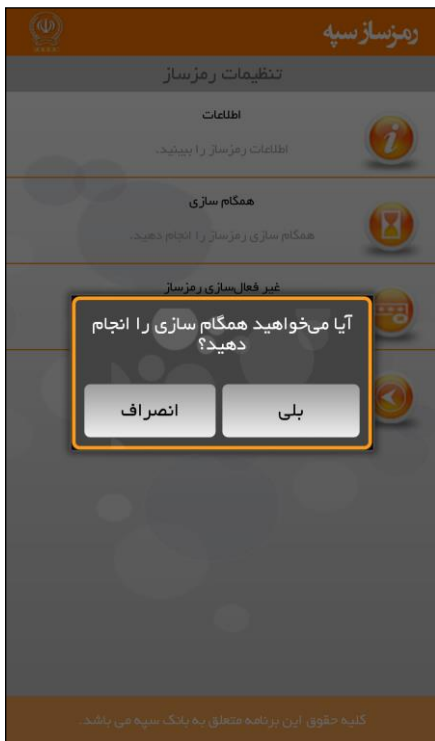 رمزساز سپه
تنظیمات رمزساز
اطلاعات
اطلاعات رمزساز را ببینید.
همگام سازی
همگام سازی رمزساز را انجام دهید.
غیر فعال‌سازی رمزساز
آیا می‌خواهید همگام سازی را انجام
دهید؟
بلی
انصراف
کلیه حقوق این برنامه متعلق به بانک سپه می باشد.